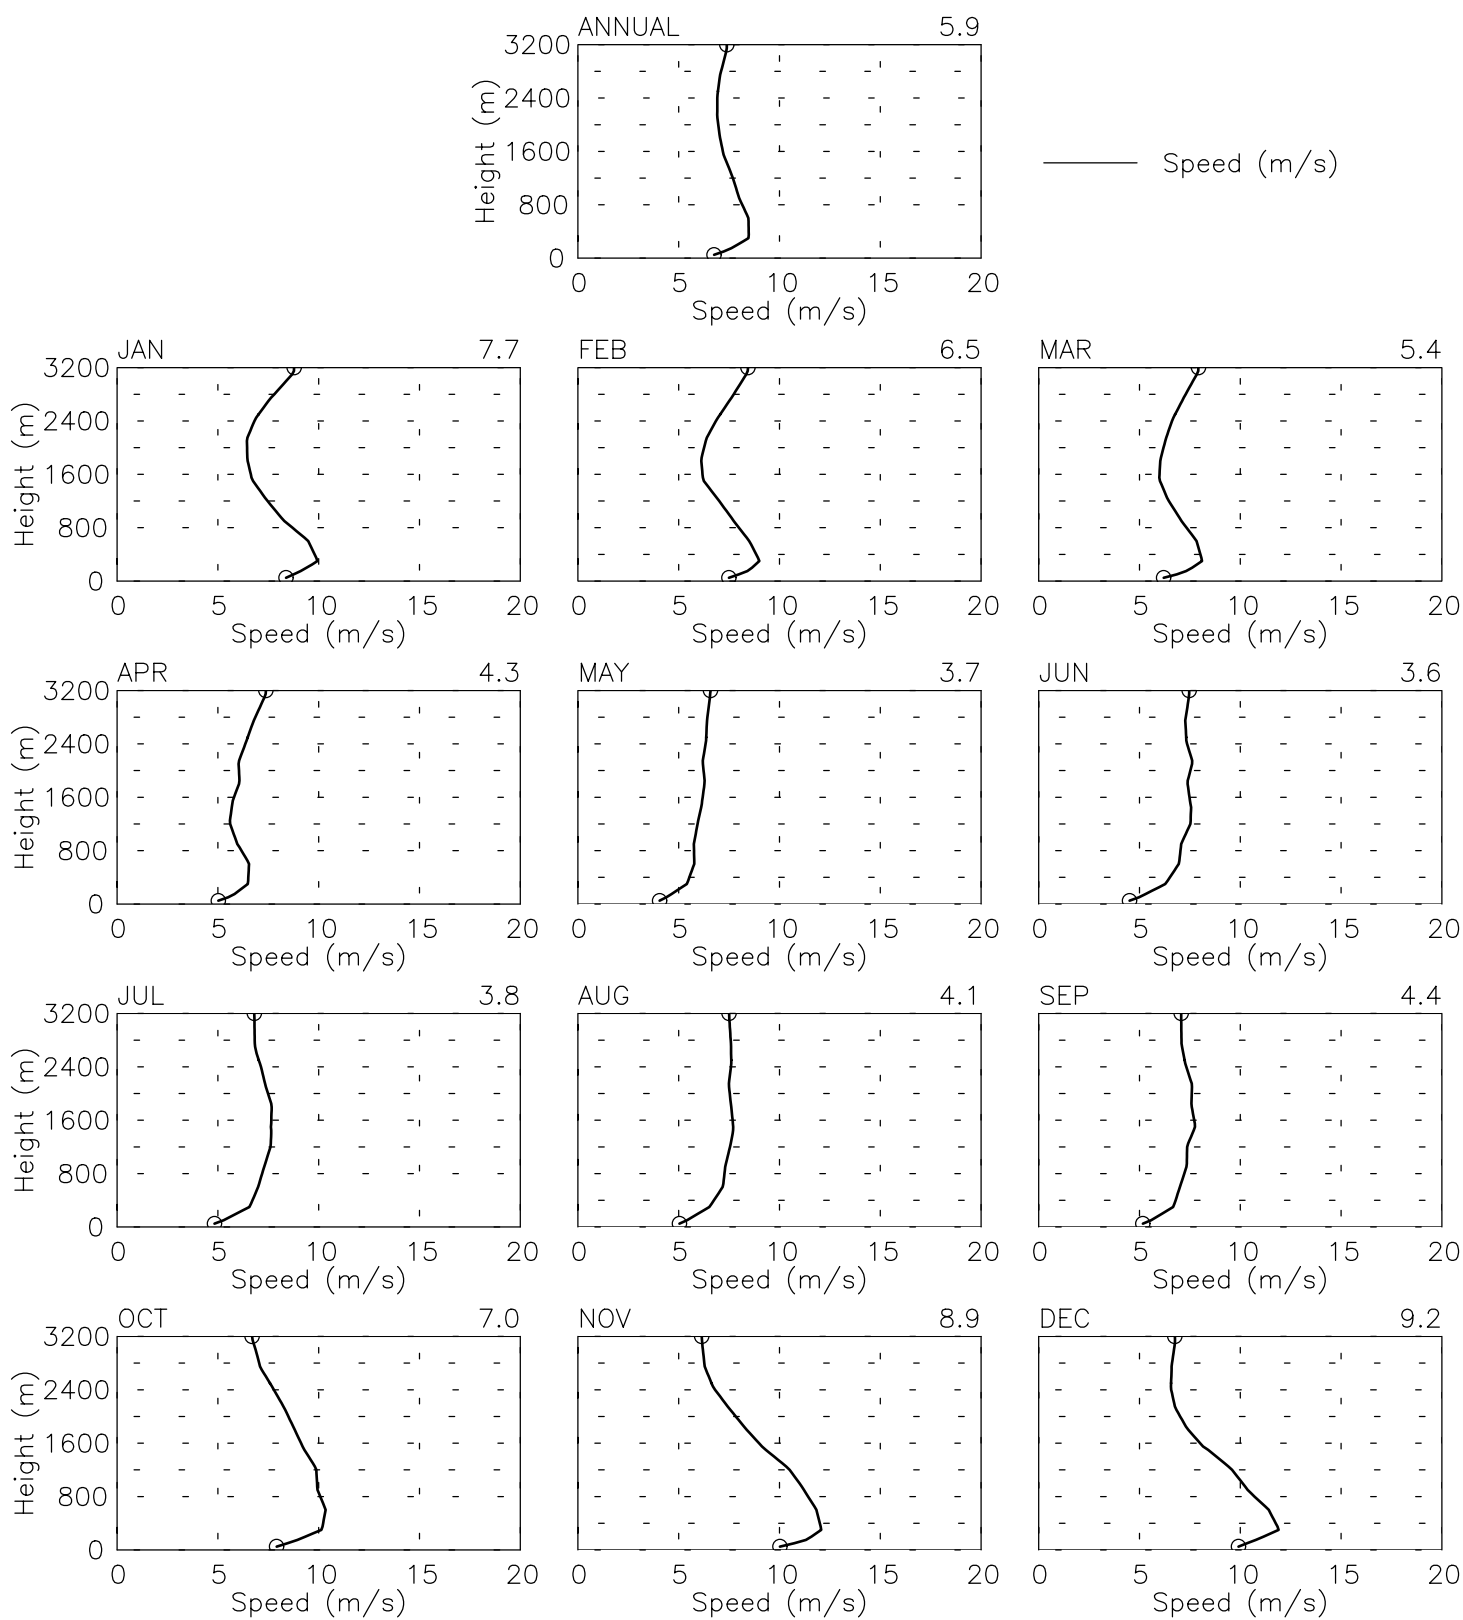 ANNUAL 5.9
3200
2400
1600
800
0
Height (m)
0 5 10 15 20
Speed (m/s)
Speed (m/s)
JAN 7.7
FEB 6.5
MAR 5.4
3200
2400
1600
800
0
Height (m)
0 5 10 15 20
0 5 10 15 20
0 5 10 15 20
Speed (m/s)
Speed (m/s)
Speed (m/s)
APR 4.3
MAY 3.7
JUN 3.6
3200
2400
1600
800
0
Height (m)
0 5 10 15 20
0 5 10 15 20
0 5 10 15 20
Speed (m/s)
Speed (m/s)
Speed (m/s)
JUL 3.8
AUG 4.1
SEP 4.4
3200
2400
1600
800
0
Height (m)
0 5 10 15 20
0 5 10 15 20
0 5 10 15 20
Speed (m/s)
Speed (m/s)
Speed (m/s)
OCT 7.0
NOV 8.9
DEC 9.2
3200
2400
1600
800
0
Height (m)
0 5 10 15 20
0 5 10 15 20
0 5 10 15 20
Speed (m/s)
Speed (m/s)
Speed (m/s)